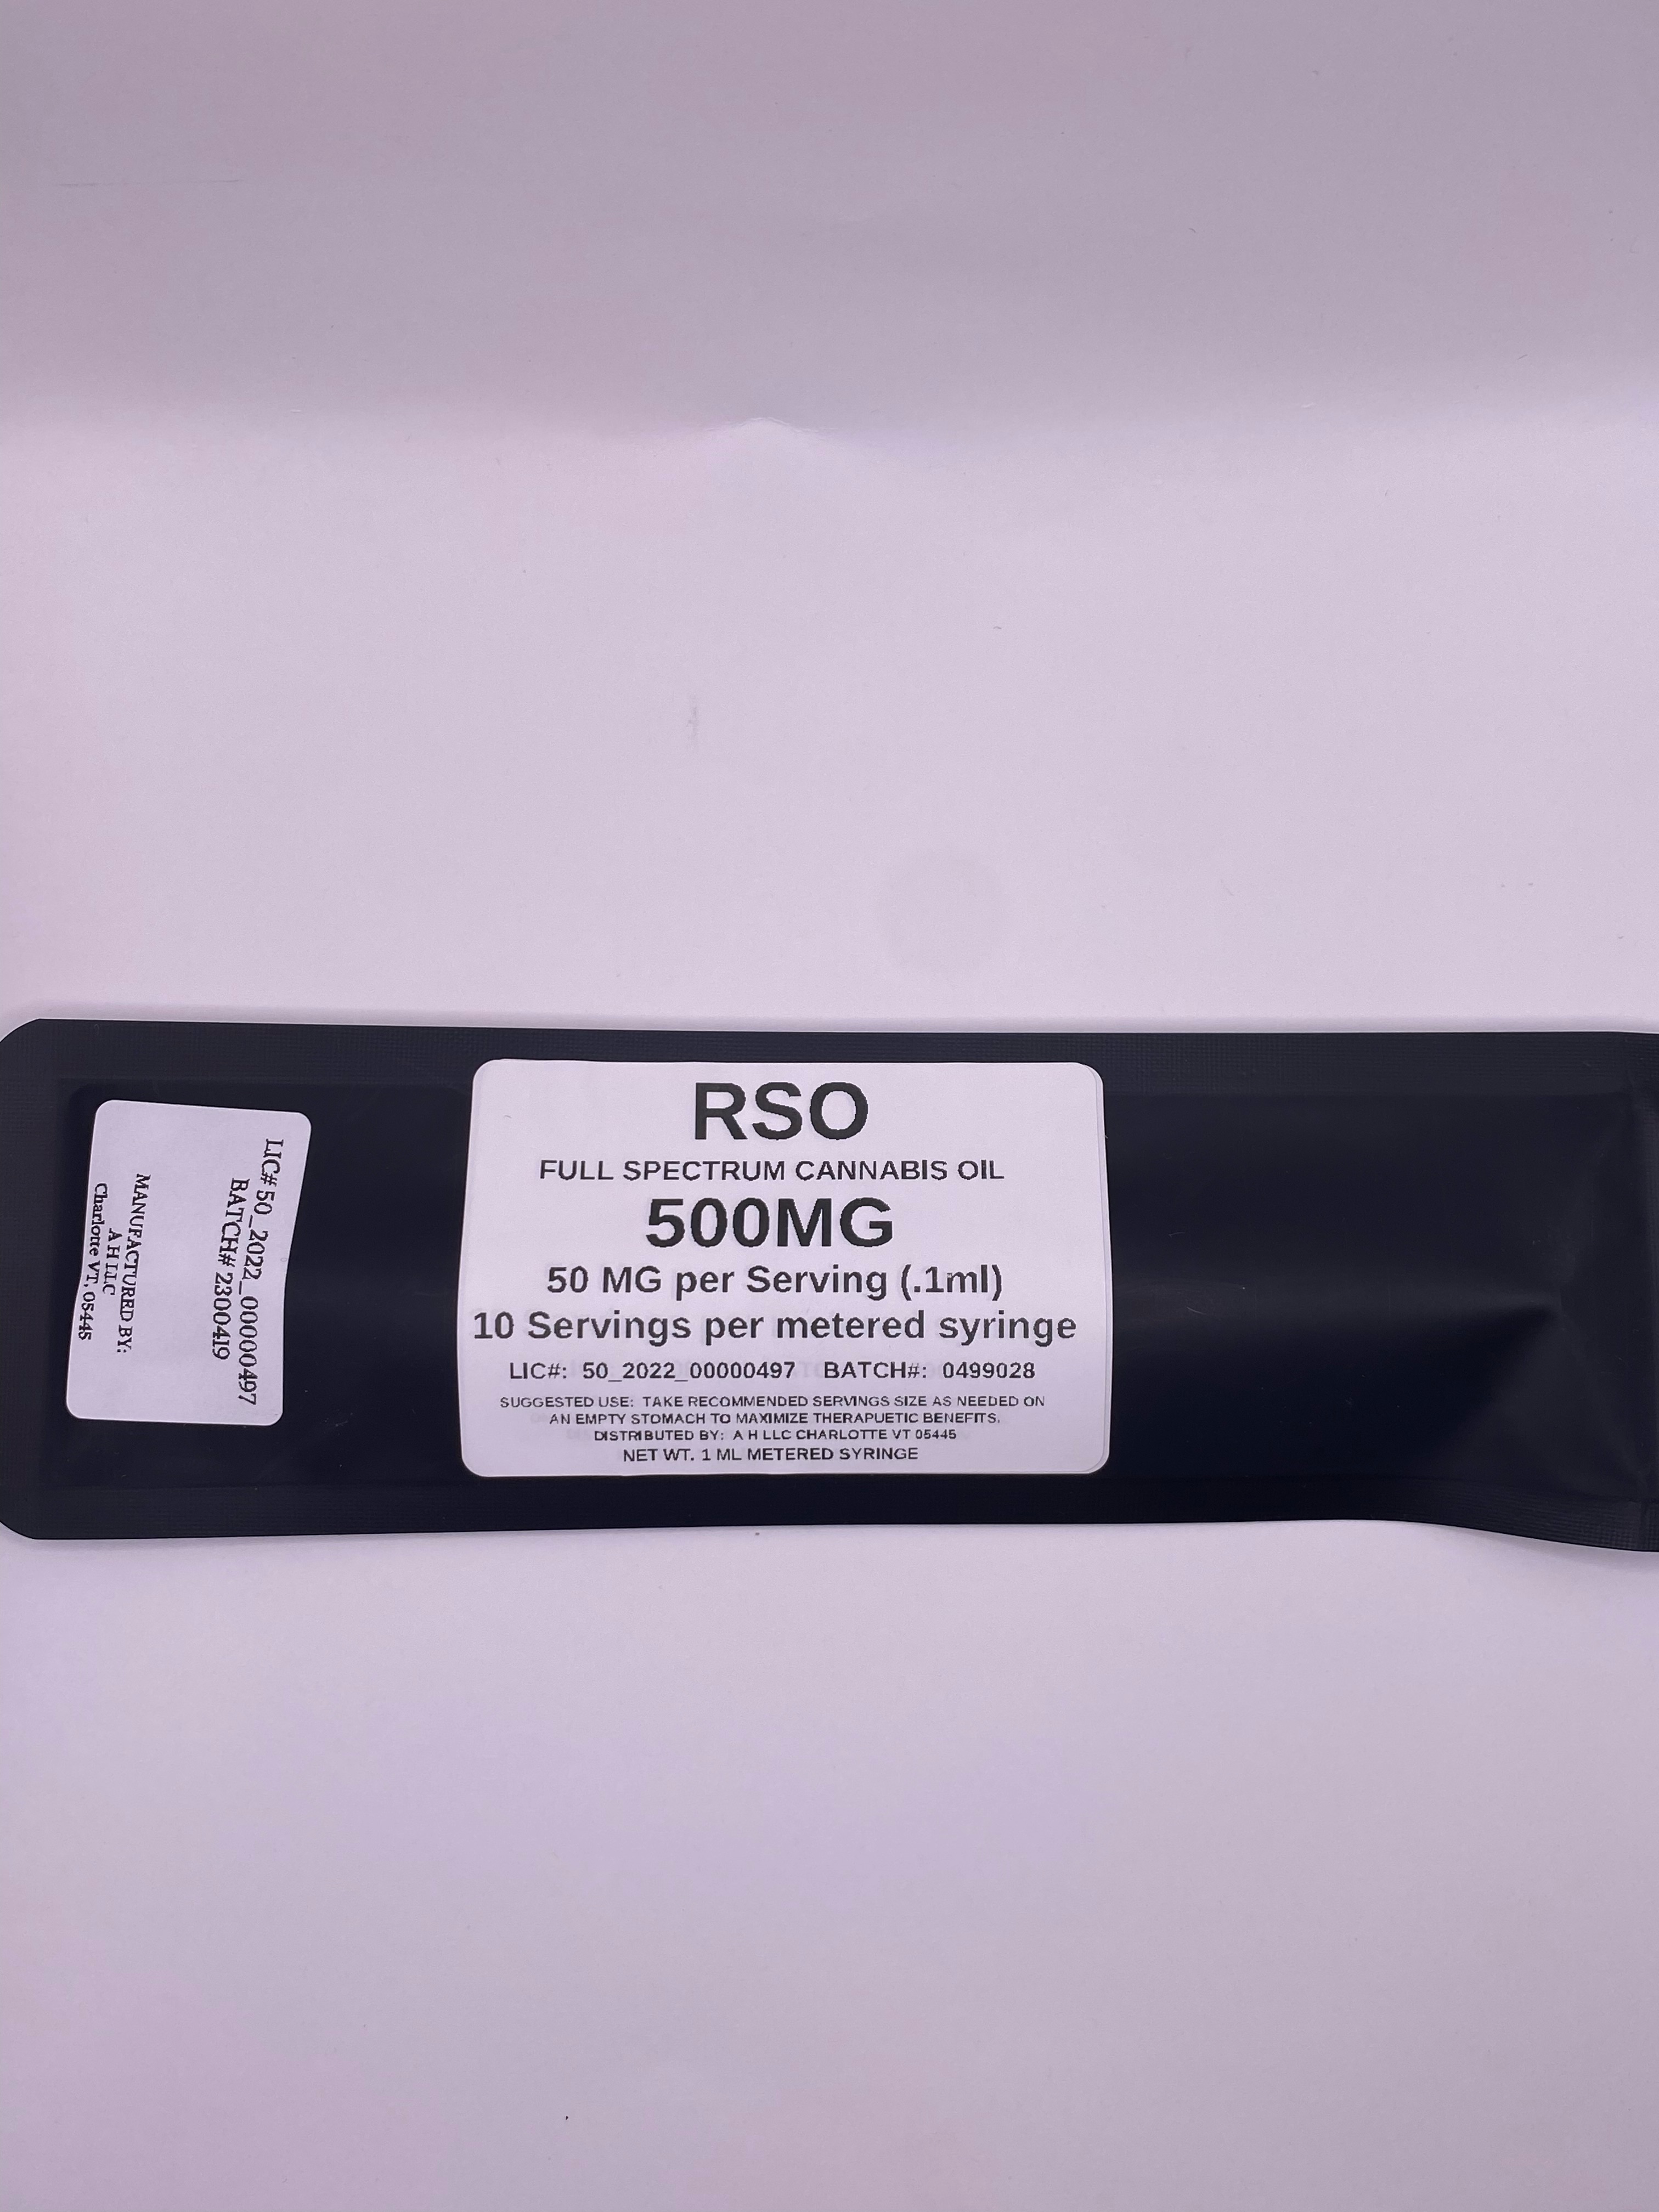 LIC# 50_2022_00000497
BATCH# 2300419
MANUFACTURED BY:
A H LLC
Charlotte VT, 05445
RSO
FULL SPECTRUM CANNABIS OIL
500MG
50 MG per Serving (.1ml)
10 Servings per metered syringe
LIC#: 50_2022_00000497 BATCH#: 0499028
SUGGESTED USE: TAKE RECOMMENDED SERVINGS SIZE AS NEEDED ON
AN EMPTY STOMACH TO MAXIMIZE THERAPUETIC BENEFITS.
DISTRIBUTED BY: A H LLC CHARLOTTE VT 05445
NET WT. 1 ML METERED SYRINGE